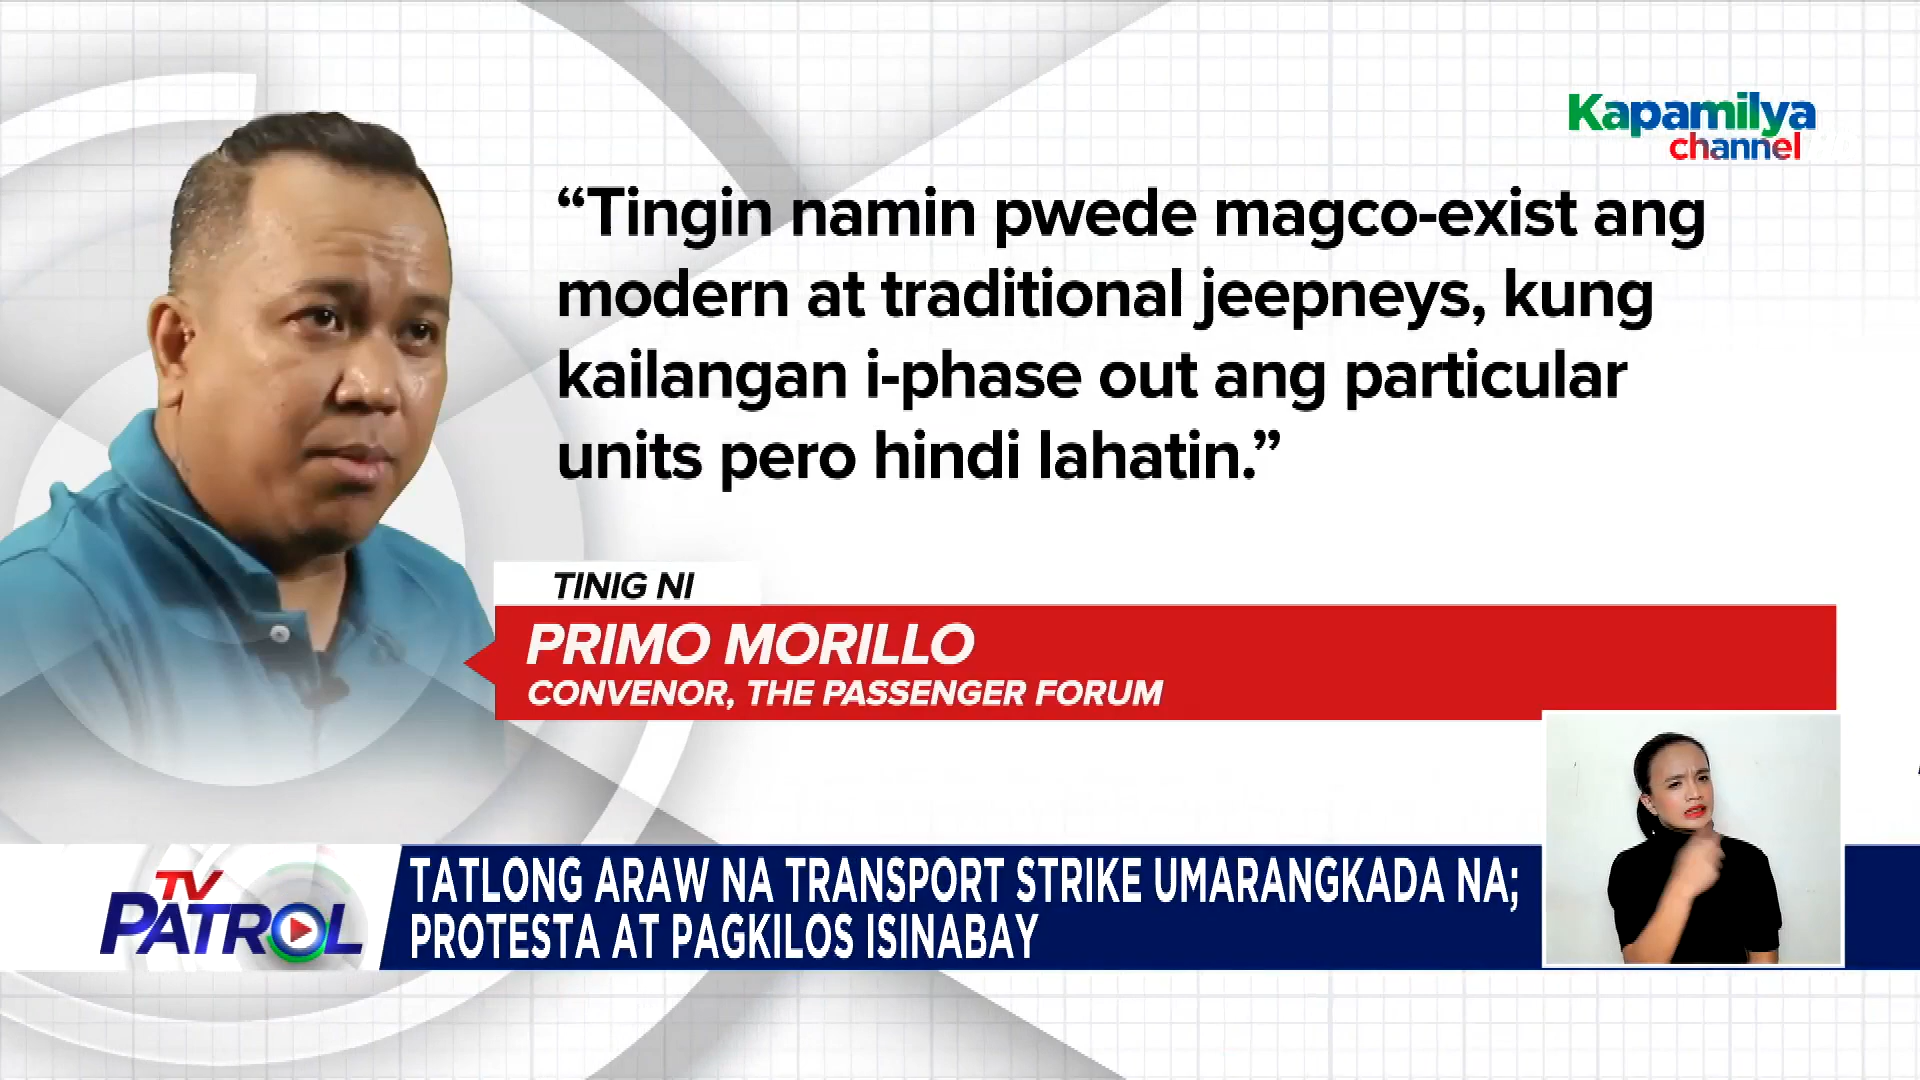 Kapamilya
channel
“Tingin namin pwede magco-exist ang
modern at traditional jeepneys, kung
kailangan i-phase out ang particular
units pero hindi lahatin.”
TINIG NI
PRIMO MORILLO
CONVENOR, THE PASSENGER FORUM
TV
PATROL
TATLONG ARAW NA TRANSPORT STRIKE UMARANGKADA NA;
PROTESTA AT PAGKILOS ISINABAY